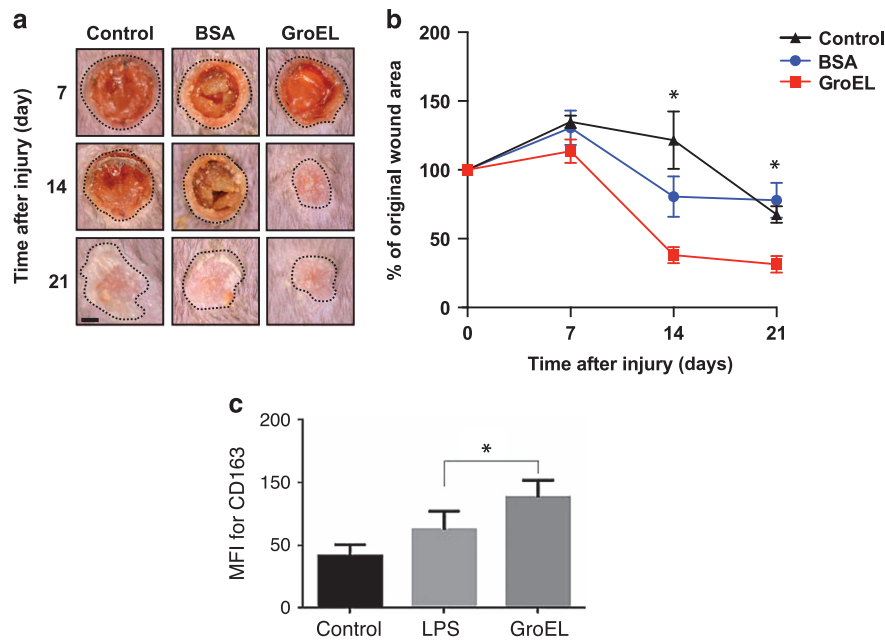 a
Control BSA GroEL
Time after injury (day)
7
14
21
b
% of original wound area
200
150
100
50
0
0 7 14 21
Time after injury (days)
Control
BSA
GroEL
*
*
c
MFI for CD163
200
150
50
0
*
Control LPS GroEL